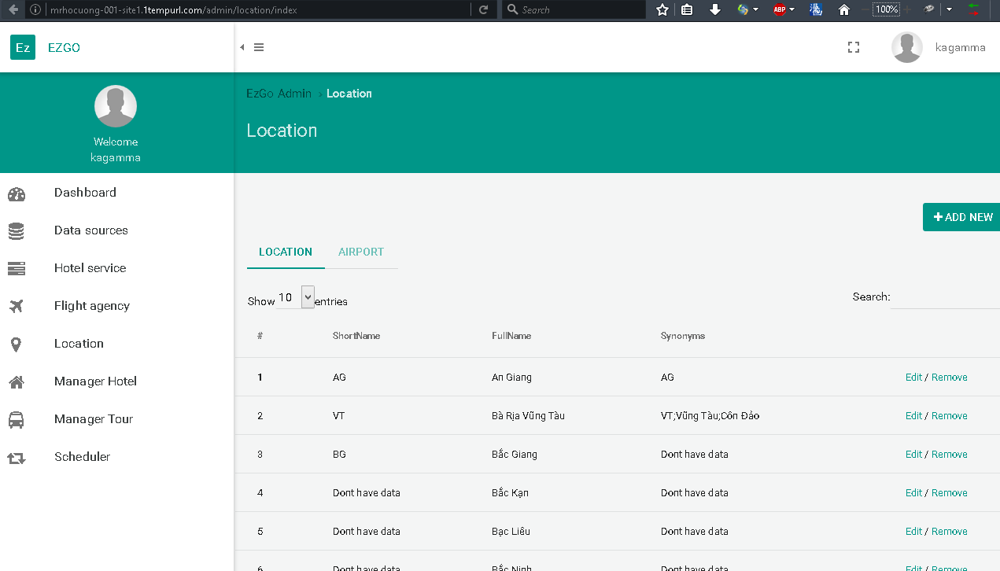 mrhocuong-001-site1.1tempurl.com/admin/location/index
Search
ABP
100%
Ez EZGO
kagamma
Welcome
kagamma
EzGo Admin > Location
Location
Dashboard
Data sources
Hotel service
Flight agency
Location
Manager Hotel
Manager Tour
Scheduler
+ ADD NEW
LOCATION AIRPORT
Show 10 entries
Search:
# ShortName FullName Synonyms
1 AG An Giang AG Edit / Remove
2 VT Bà Rịa Vũng Tàu VT;Vũng Tàu;Côn Đảo Edit / Remove
3 BG Bắc Giang Dont have data Edit / Remove
4 Dont have data Bắc Kạn Dont have data Edit / Remove
5 Dont have data Bạc Liêu Dont have data Edit / Remove
6 Dont have data Bắc Ninh Dont have data Edit / Remove